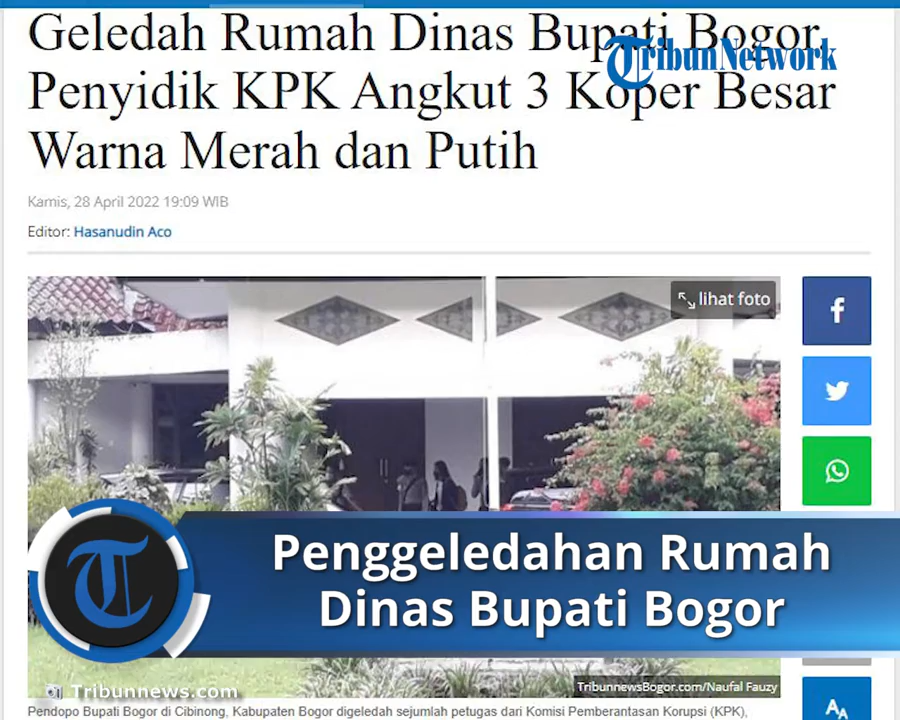 Geledah Rumah Dinas Bupati Bogor,
TribunNetwork
Penyidik KPK Angkut 3 Koper Besar
Warna Merah dan Putih
Kamis, 28 April 2022 19:09 WIB
Editor: Hasanudin Aco
lihat foto
f
Penggeledahan Rumah
Dinas Bupati Bogor
T
TribunnewsBogor.com/Naufal Fauzy
Tribunnews.com
AA
Pendopo Bupati Bogor di Cibinong, Kabupaten Bogor digeledah petugas dari Komisi Pemberantasan Korupsi (KPK),